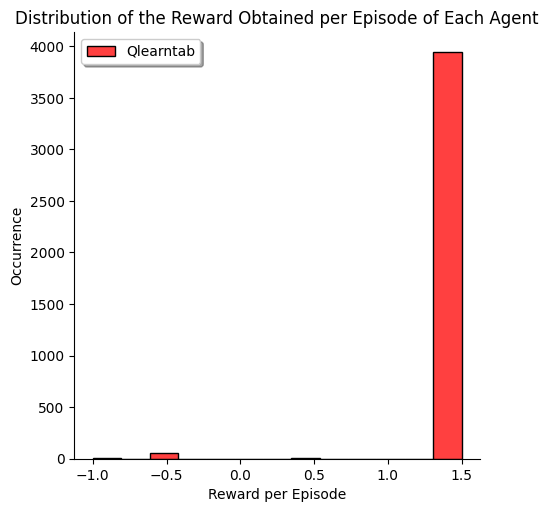 Distribution of the Reward Obtained per Episode of Each Agent
Qlearntab
4000
3500
3000
2500
2000
1500
1000
500
0
Occurrence
−1.0 −0.5 0.0 0.5 1.0 1.5
Reward per Episode